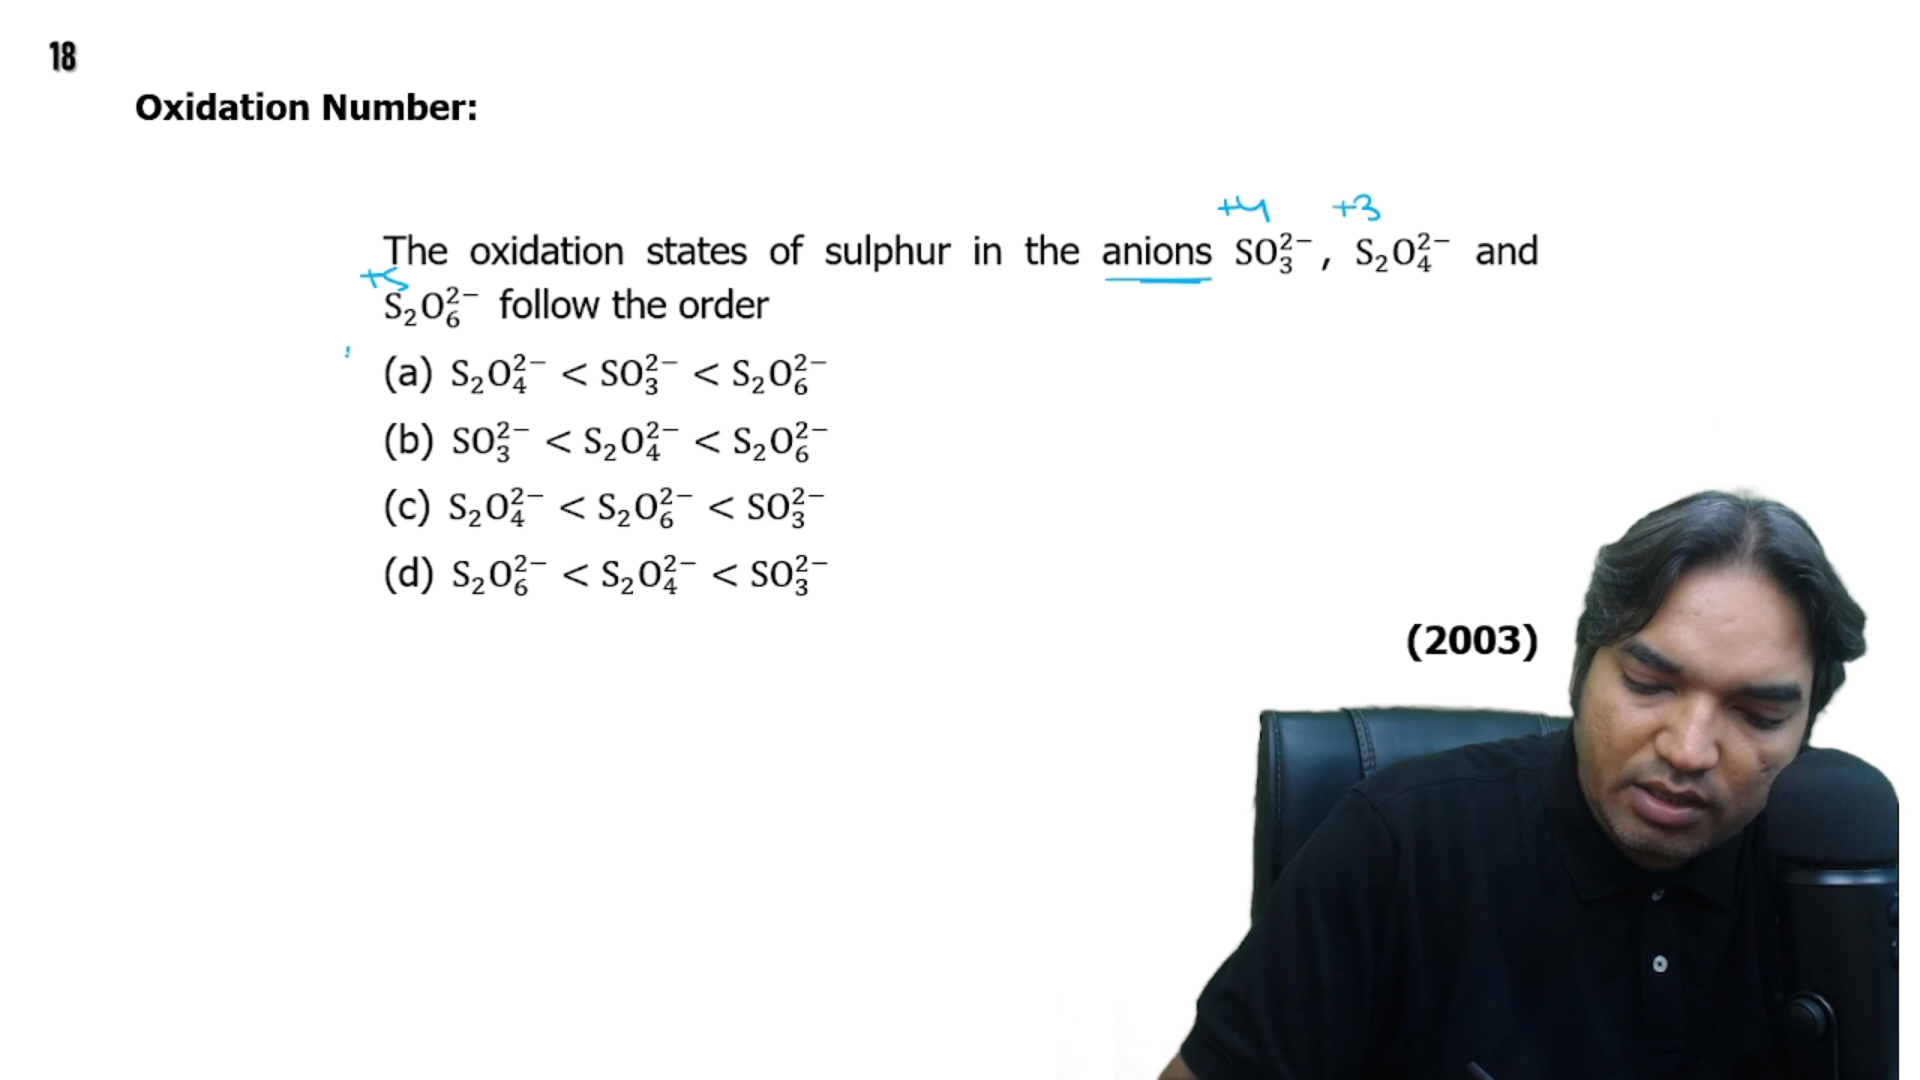 18
Oxidation Number:
+4 +3
The oxidation states of sulphur in the anions SO₃²⁻, S₂O₄²⁻ and
+5
S₂O₆²⁻ follow the order
(a) S₂O₄²⁻ < SO₃²⁻ < S₂O₆²⁻
(b) SO₃²⁻ < S₂O₄²⁻ < S₂O₆²⁻
(c) S₂O₄²⁻ < S₂O₆²⁻ < SO₃²⁻
(d) S₂O₆²⁻ < S₂O₄²⁻ < SO₃²⁻
(2003)